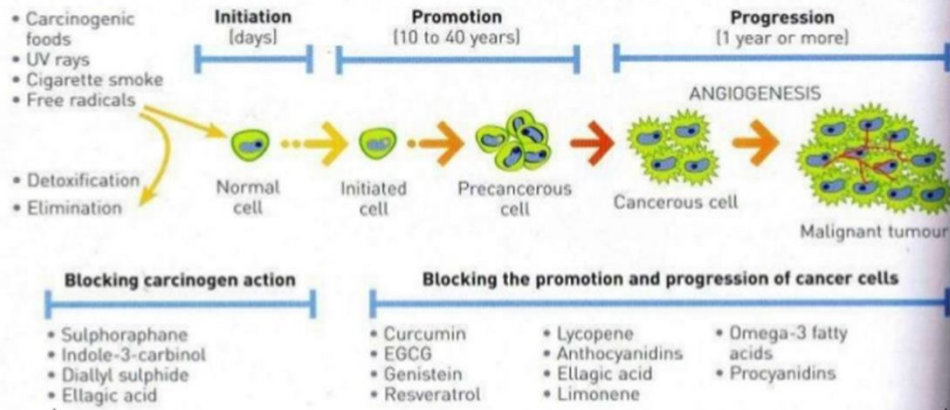 • Carcinogenic
foods
• UV rays
• Cigarette smoke
• Free radicals
• Detoxification
• Elimination
Initiation
(days)
Promotion
(10 to 40 years)
Progression
(1 year or more)
ANGIOGENESIS
Normal
cell
Initiated
cell
Precancerous
cell
Cancerous cell
Malignant tumour
Blocking carcinogen action
• Sulphoraphane
• Indole-3-carbinol
• Diallyl sulphide
• Ellagic acid
Blocking the promotion and progression of cancer cells
• Curcumin
• EGCG
• Genistein
• Resveratrol
• Lycopene
• Anthocyanidins
• Ellagic acid
• Limonene
• Omega-3 fatty
acids
• Procyanidins